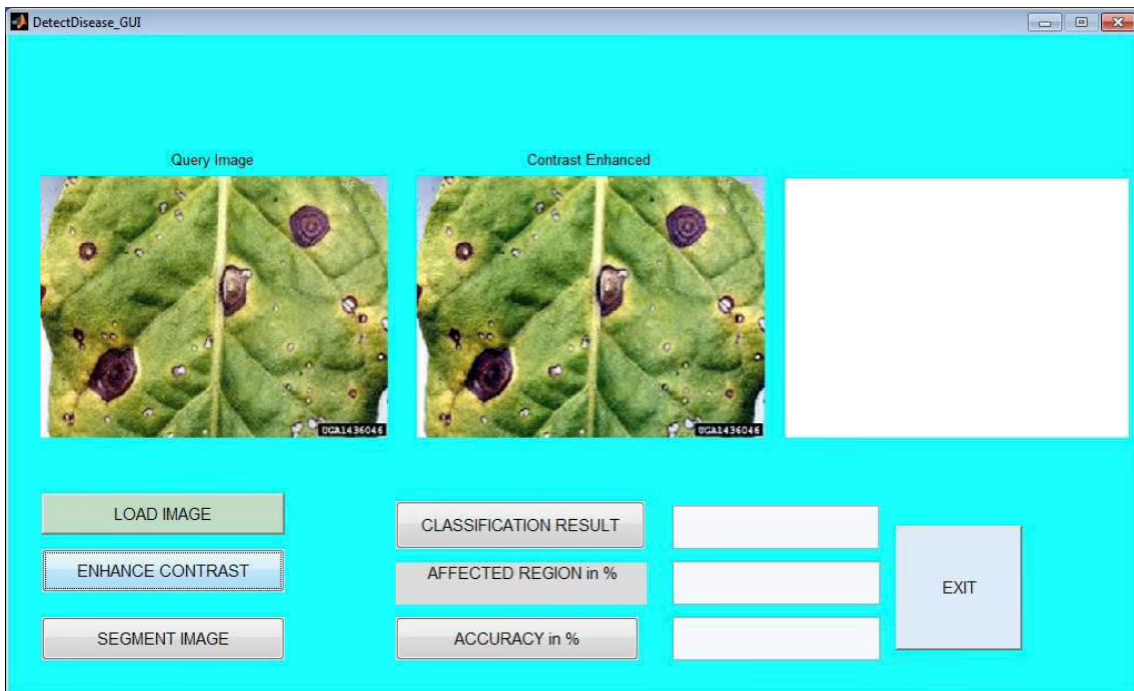 DetectDisease_GUI
Query Image
Contrast Enhanced
UGA1436046
UGA1436046
LOAD IMAGE
ENHANCE CONTRAST
SEGMENT IMAGE
CLASSIFICATION RESULT
AFFECTED REGION in %
ACCURACY in %
EXIT